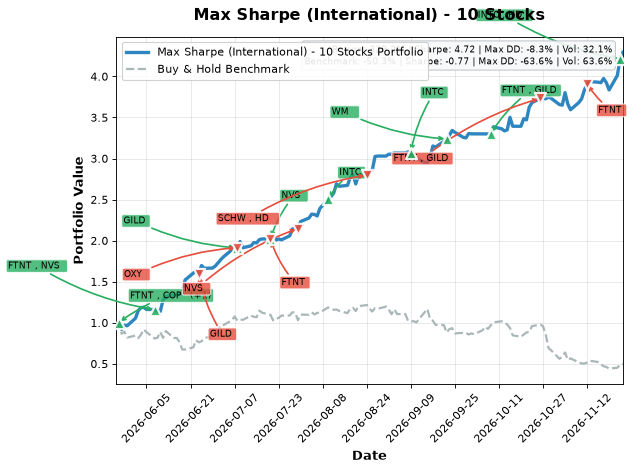 Max Sharpe (International) - 10 Stocks
Max Sharpe (International) - 10 Stocks Portfolio
Buy & Hold Benchmark
Sharpe: 4.72 | Max DD: -8.3% | Vol: 32.1%
Benchmark: -50.3% | Sharpe: -0.77 | Max DD: -63.6% | Vol: 63.6%
INTC
FTNT , GILD
FTNT
WM
FTNT , GILD
INTC
NVS
SCHW , HD
GILD
FTNT , NVS
OXY
FTNT
NVS
FTNT , COP
GILD
Portfolio Value
4.0
3.5
3.0
2.5
2.0
1.5
1.0
0.5
2026-06-05
2026-06-21
2026-07-07
2026-07-23
2026-08-08
2026-08-24
2026-09-09
2026-09-25
2026-10-11
2026-10-27
2026-11-12
Date